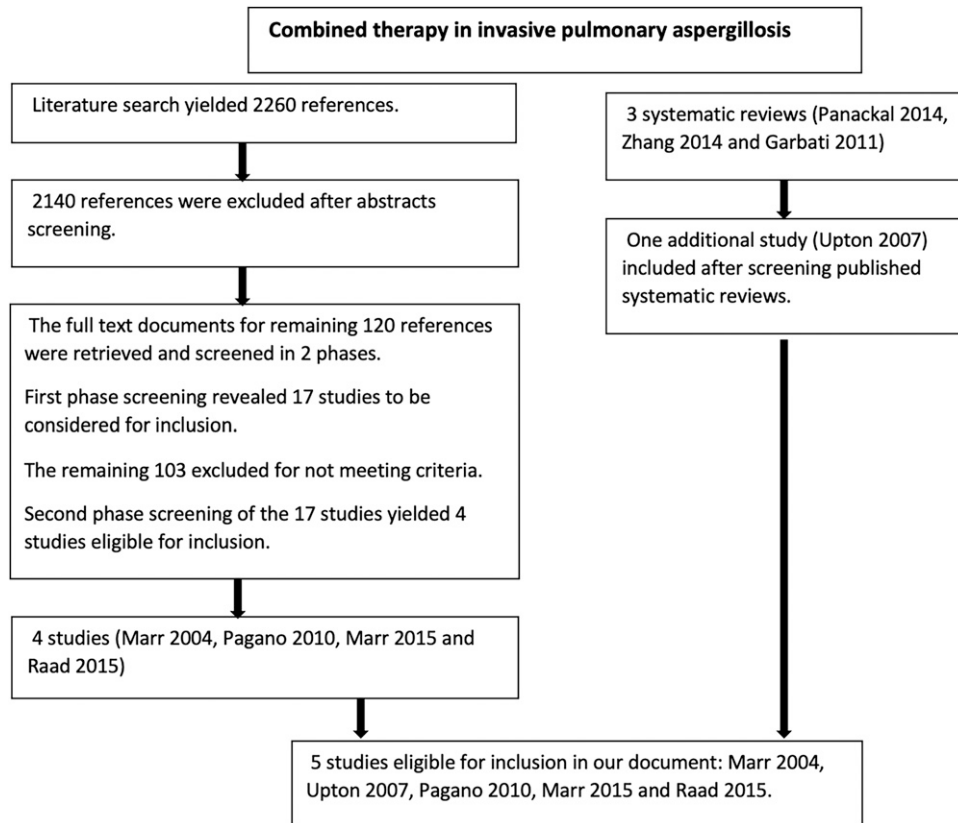 Combined therapy in invasive pulmonary aspergillosis
Literature search yielded 2260 references.
2140 references were excluded after abstracts
screening.
The full text documents for remaining 120 references
were retrieved and screened in 2 phases.
First phase screening revealed 17 studies to be
considered for inclusion.
The remaining 103 excluded for not meeting criteria.
Second phase screening of the 17 studies yielded 4
studies eligible for inclusion.
4 studies (Marr 2004, Pagano 2010, Marr 2015 and
Raad 2015)
3 systematic reviews (Panackal 2014,
Zhang 2014 and Garbati 2011)
One additional study (Upton 2007)
included after screening published
systematic reviews.
5 studies eligible for inclusion in our document: Marr 2004,
Upton 2007, Pagano 2010, Marr 2015 and Raad 2015.